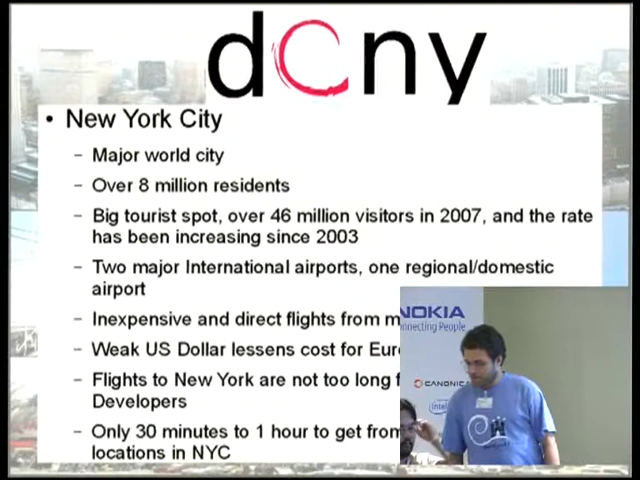 dcny
• New York City
– Major world city
– Over 8 million residents
– Big tourist spot, over 46 million visitors in 2007, and the rate
has been increasing since 2003
– Two major International airports, one regional/domestic
airport
– Inexpensive and direct flights from m
– Weak US Dollar lessens cost for Eur
– Flights to New York are not too long f
Developers
– Only 30 minutes to 1 hour to get from
locations in NYC
NOKIA
onnecting People
CANONICA
intel